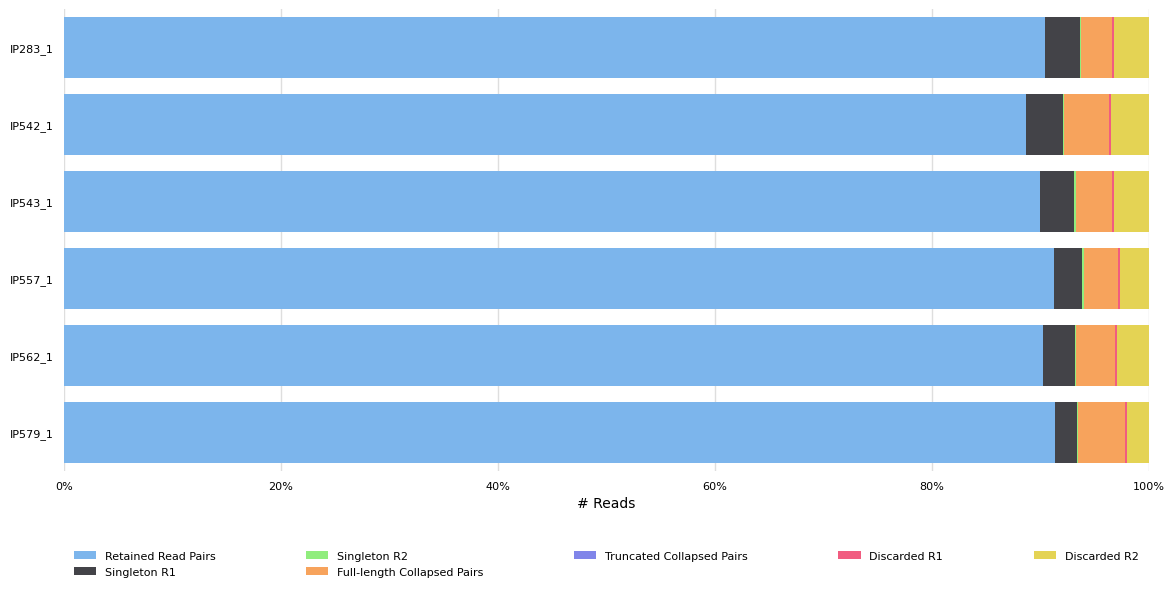 IP283_1
IP542_1
IP543_1
IP557_1
IP562_1
IP579_1
0% 20% 40% 60% 80% 100%
# Reads
Retained Read Pairs Singleton R2 Truncated Collapsed Pairs Discarded R1 Discarded R2
Singleton R1 Full-length Collapsed Pairs